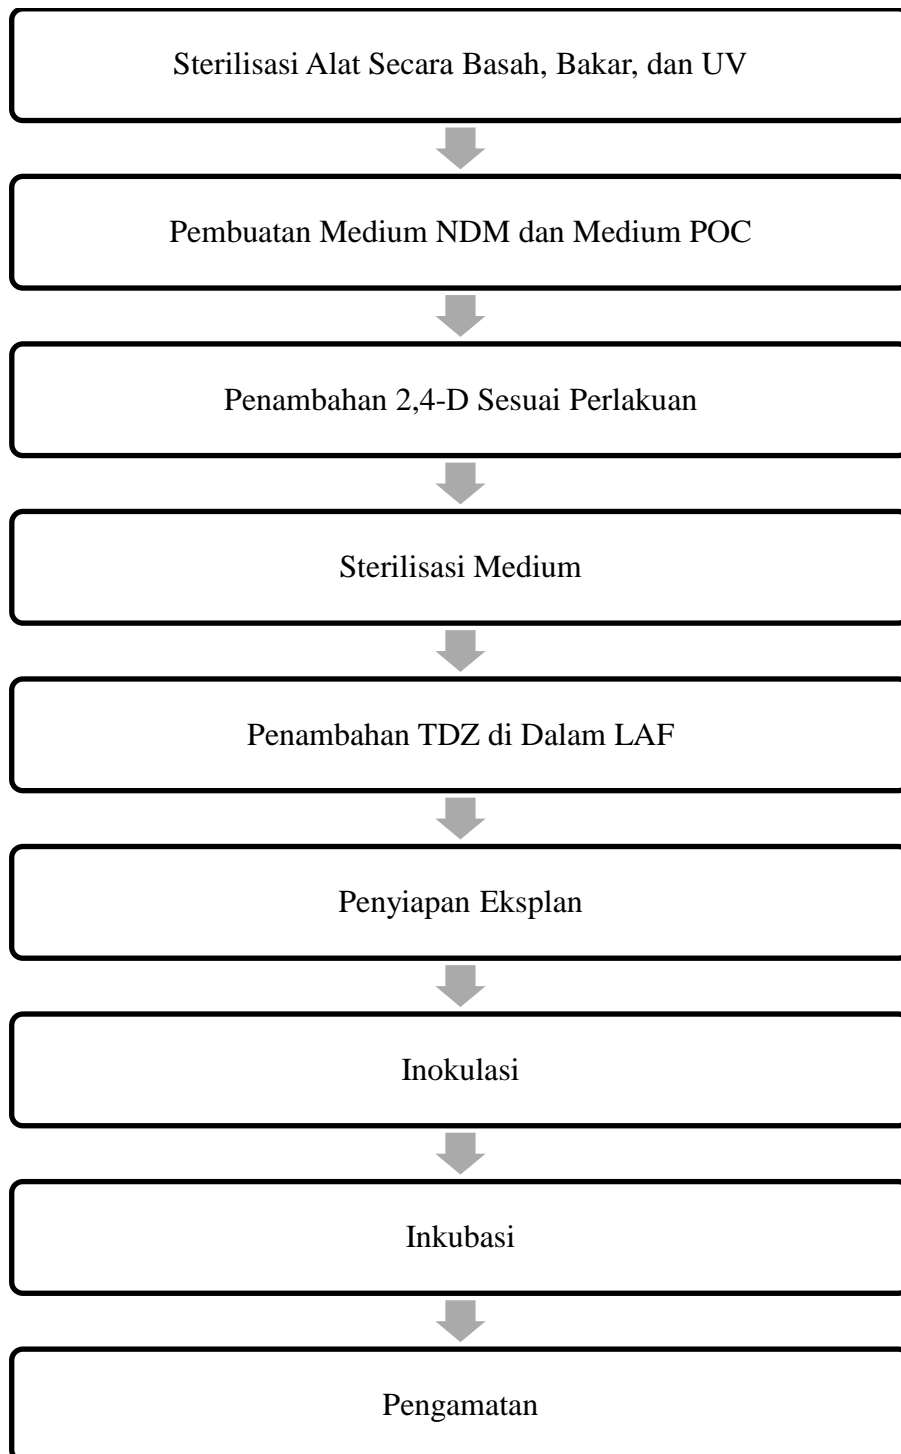 Sterilisasi Alat Secara Basah, Bakar, dan UV
Pembuatan Medium NDM dan Medium POC
Penambahan 2,4-D Sesuai Perlakuan
Sterilisasi Medium
Penambahan TDZ di Dalam LAF
Penyiapan Eksplan
Inokulasi
Inkubasi
Pengamatan